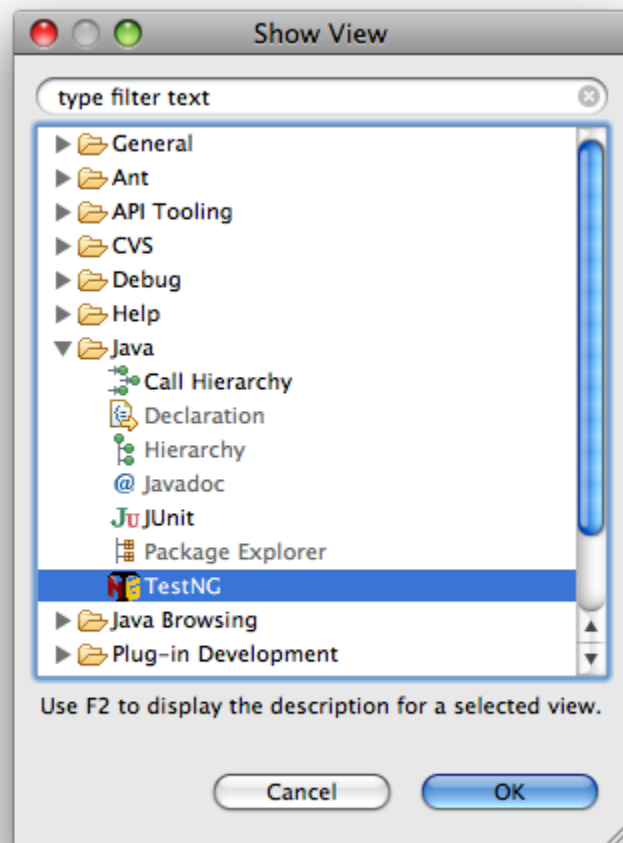 Show View
type filter text
General
Ant
API Tooling
CVS
Debug
Help
Java
Call Hierarchy
Declaration
Hierarchy
@ Javadoc
Ju JUnit
Package Explorer
NG TestNG
Java Browsing
Plug-in Development
Use F2 to display the description for a selected view.
Cancel OK